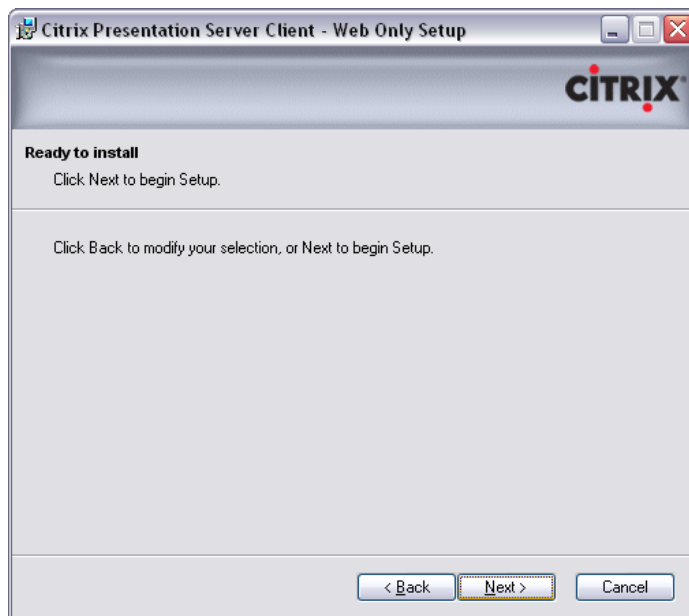 Citrix Presentation Server Client - Web Only Setup
CITRIX
Ready to install
Click Next to begin Setup.
Click Back to modify your selection, or Next to begin Setup.
< Back Next > Cancel